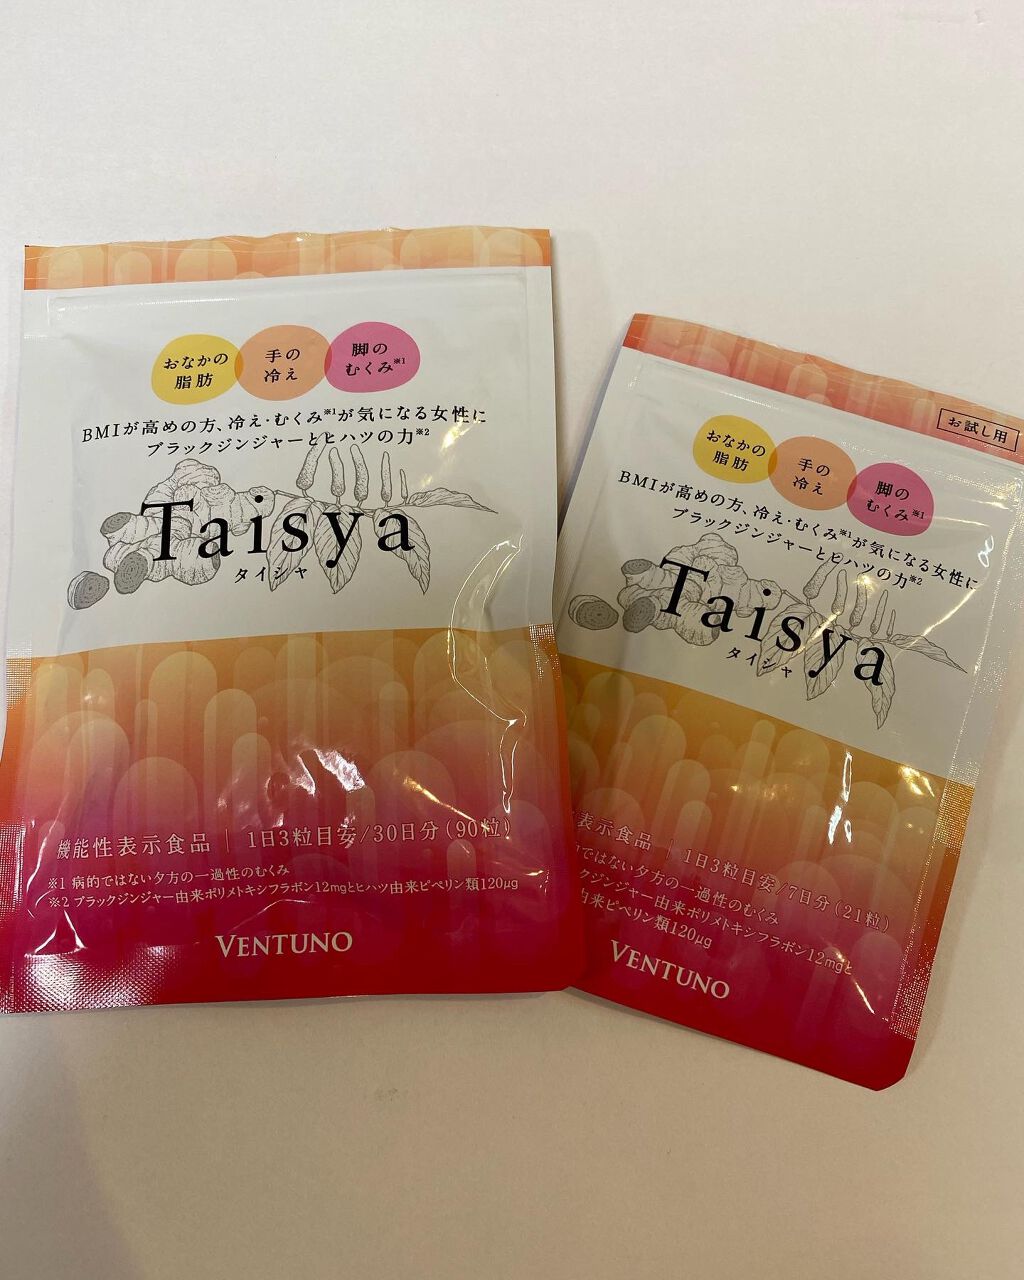 おなかの
脂肪
手の
冷え
脚の
むくみ※1
BMIが高めの方、冷え・むくみ※1が気になる女性に
ブラックジンジャーとヒハツの力※2
Taisya
タイシャ
機能性表示食品 | 1日3粒目安/30日分(90粒)
※1 病的ではない夕方の一過性のむくみ
※2 ブラックジンジャー由来ポリメトキシフラボン12mgとヒハツ由来ピペリン類120μg
VENTUNO
お試し用
おなかの
脂肪
手の
冷え
脚の
むくみ※1
BMIが高めの方、冷え・むくみ※1が気になる女性に
ブラックジンジャーとヒハツの力※2
Taisya
タイシャ
表示食品 | 1日3粒目安/7日分(21粒)
ではない夕方の一過性のむくみ
ックジンジャー由来ポリメトキシフラボン12mgと
由来ピペリン類120μg
VENTUNO